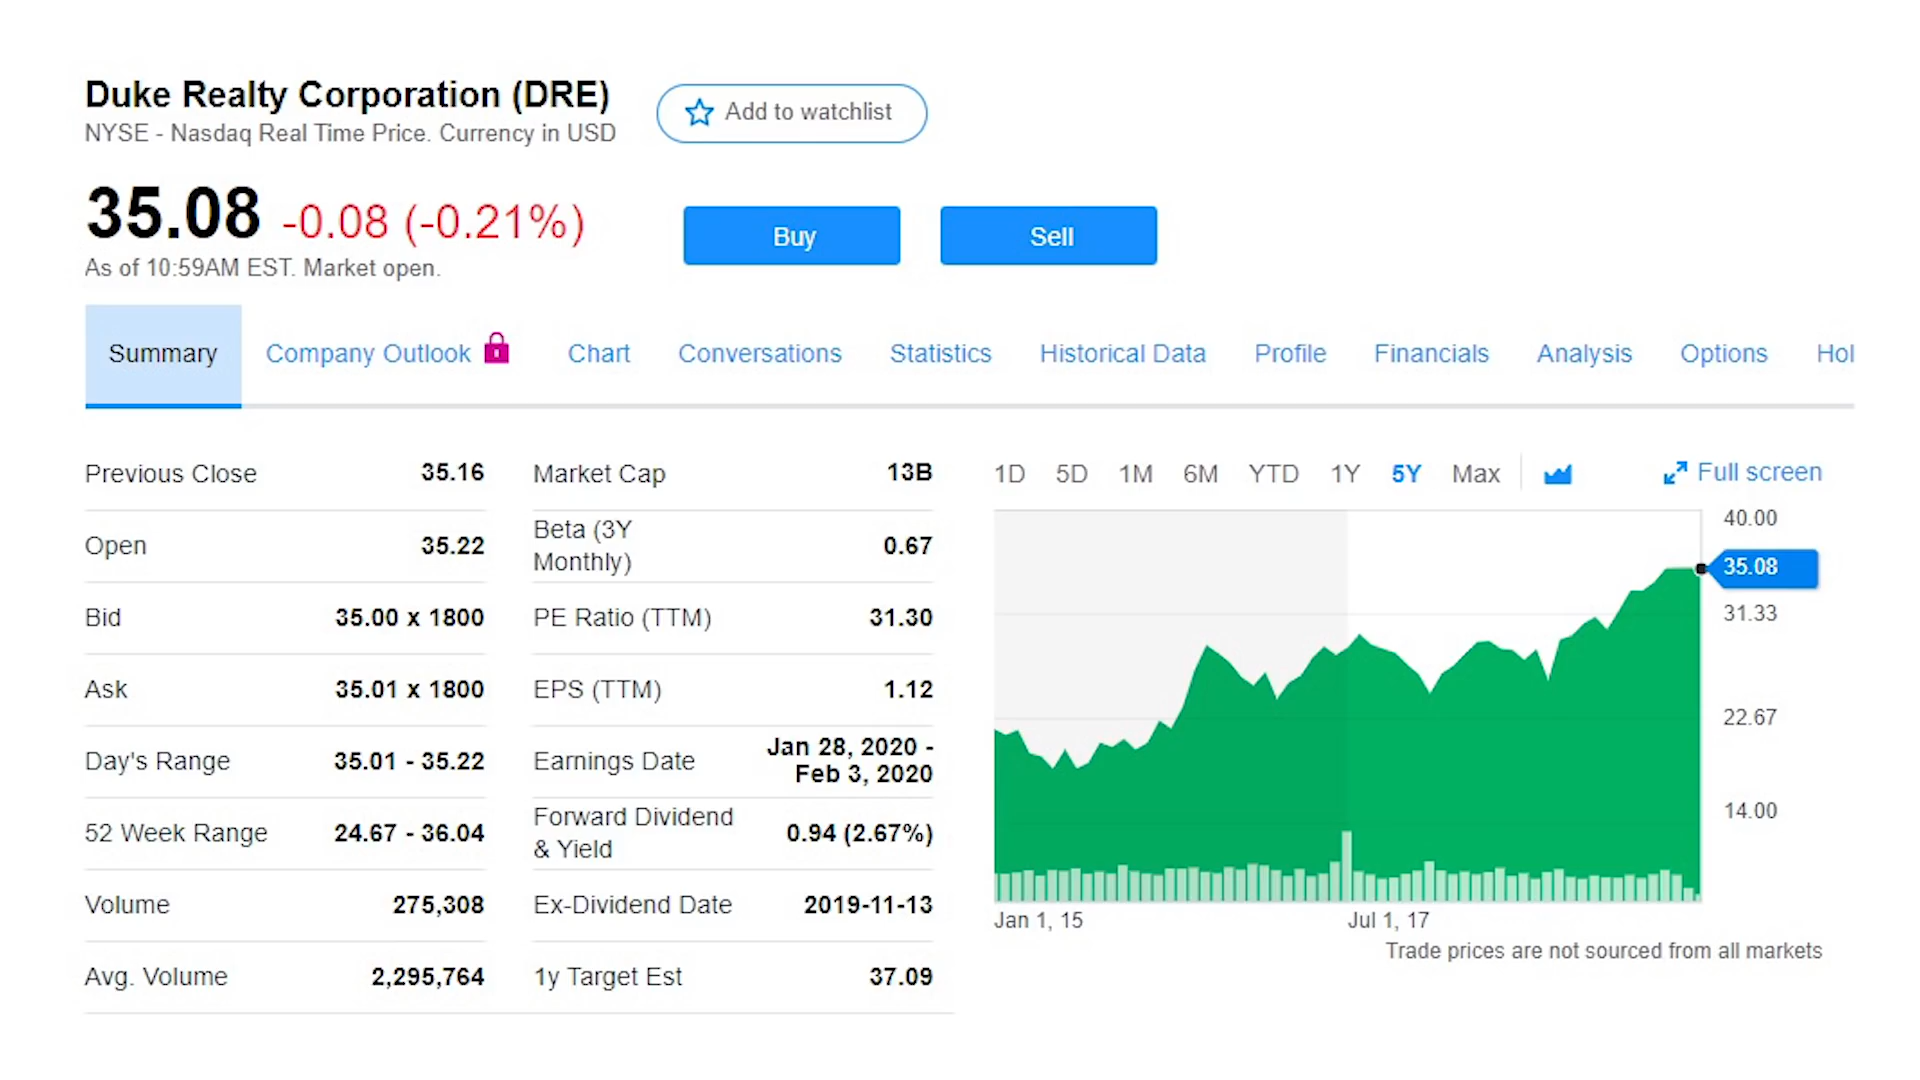 Duke Realty Corporation (DRE)
Add to watchlist
NYSE - Nasdaq Real Time Price. Currency in USD
35.08 -0.08 (-0.21%)
Buy
Sell
As of 10:59AM EST. Market open.
Summary
Company Outlook
Chart
Conversations
Statistics
Historical Data
Profile
Financials
Analysis
Options
Hol
Previous Close 35.16
Open 35.22
Bid 35.00 x 1800
Ask 35.01 x 1800
Day's Range 35.01 - 35.22
52 Week Range 24.67 - 36.04
Volume 275,308
Avg. Volume 2,295,764
Market Cap 13B
Beta (3Y
Monthly) 0.67
PE Ratio (TTM) 31.30
EPS (TTM) 1.12
Earnings Date Jan 28, 2020 -
Feb 3, 2020
Forward Dividend
& Yield 0.94 (2.67%)
Ex-Dividend Date 2019-11-13
1y Target Est 37.09
1D 5D 1M 6M YTD 1Y 5Y Max
Full screen
40.00
35.08
31.33
22.67
14.00
Jan 1, 15
Jul 1, 17
Trade prices are not sourced from all markets